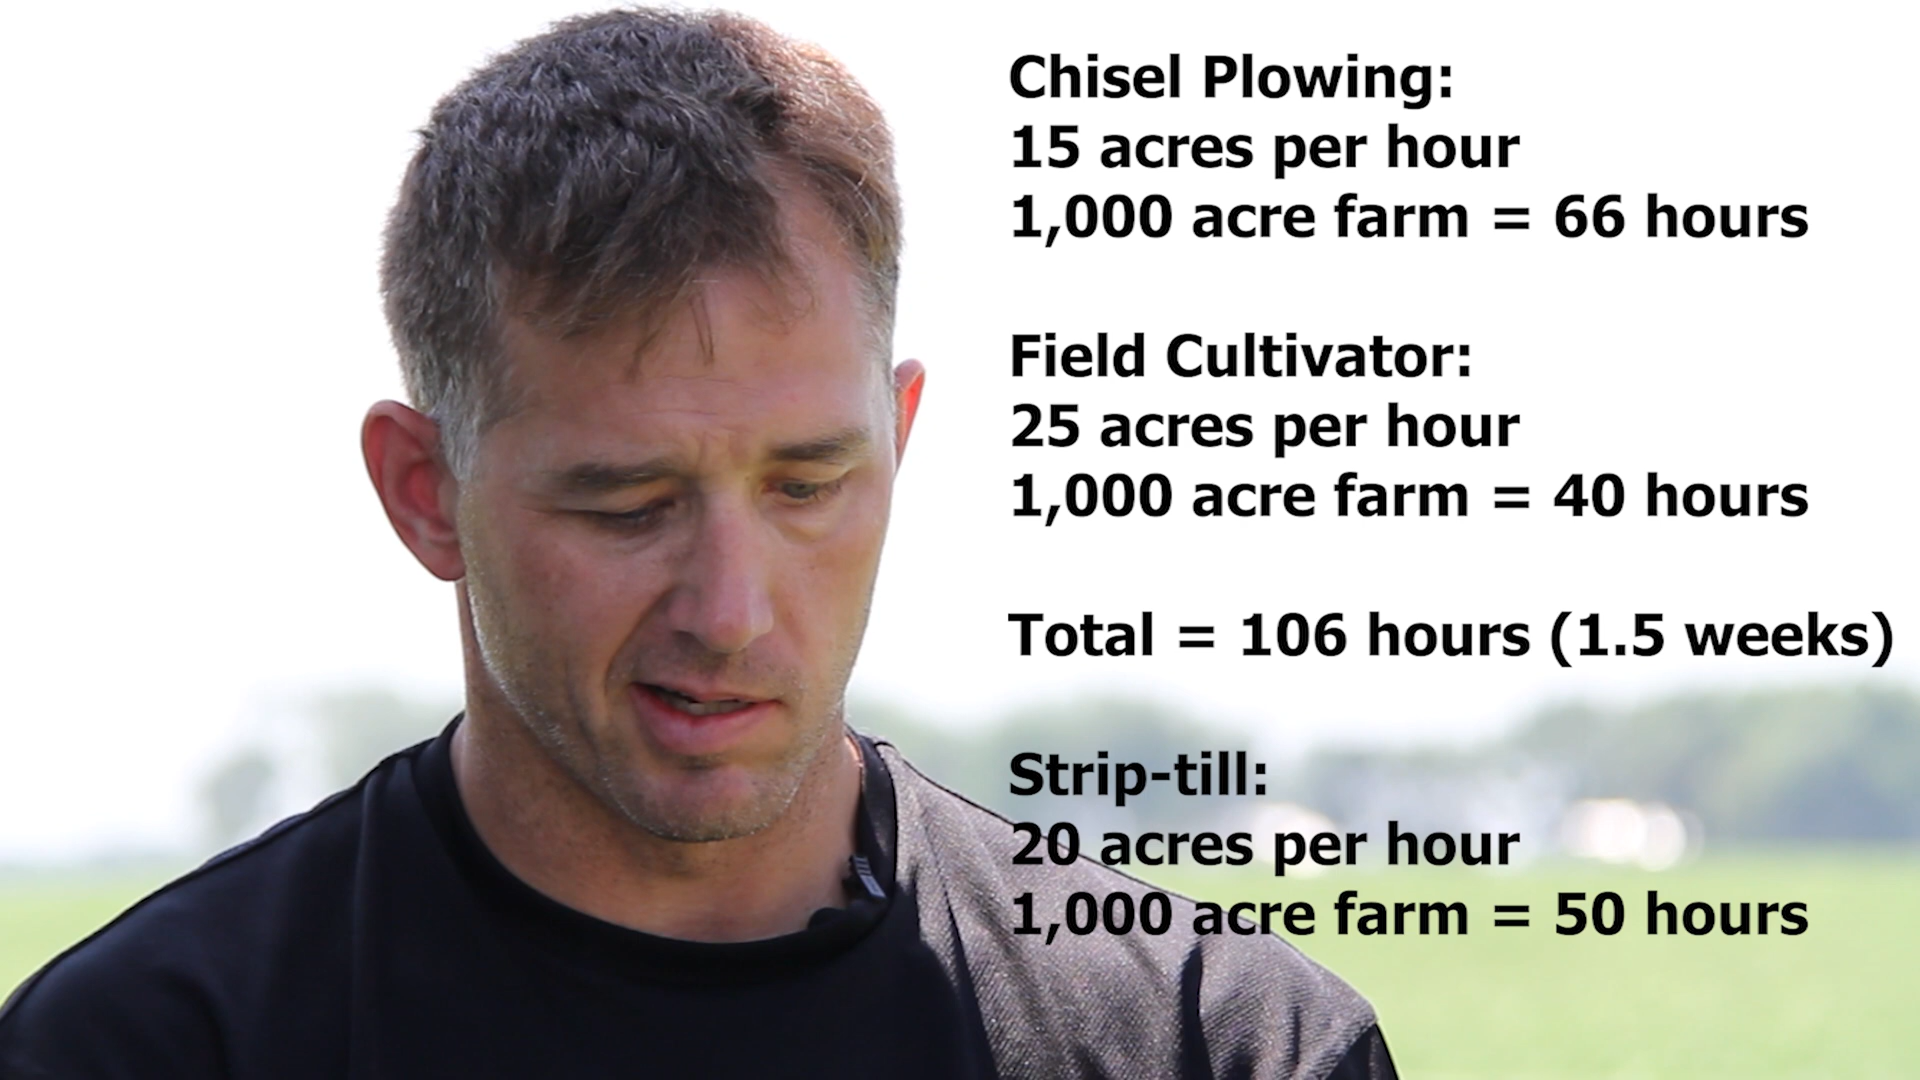 Chisel Plowing:
15 acres per hour
1,000 acre farm = 66 hours
Field Cultivator:
25 acres per hour
1,000 acre farm = 40 hours
Total = 106 hours (1.5 weeks)
Strip-till:
20 acres per hour
1,000 acre farm = 50 hours